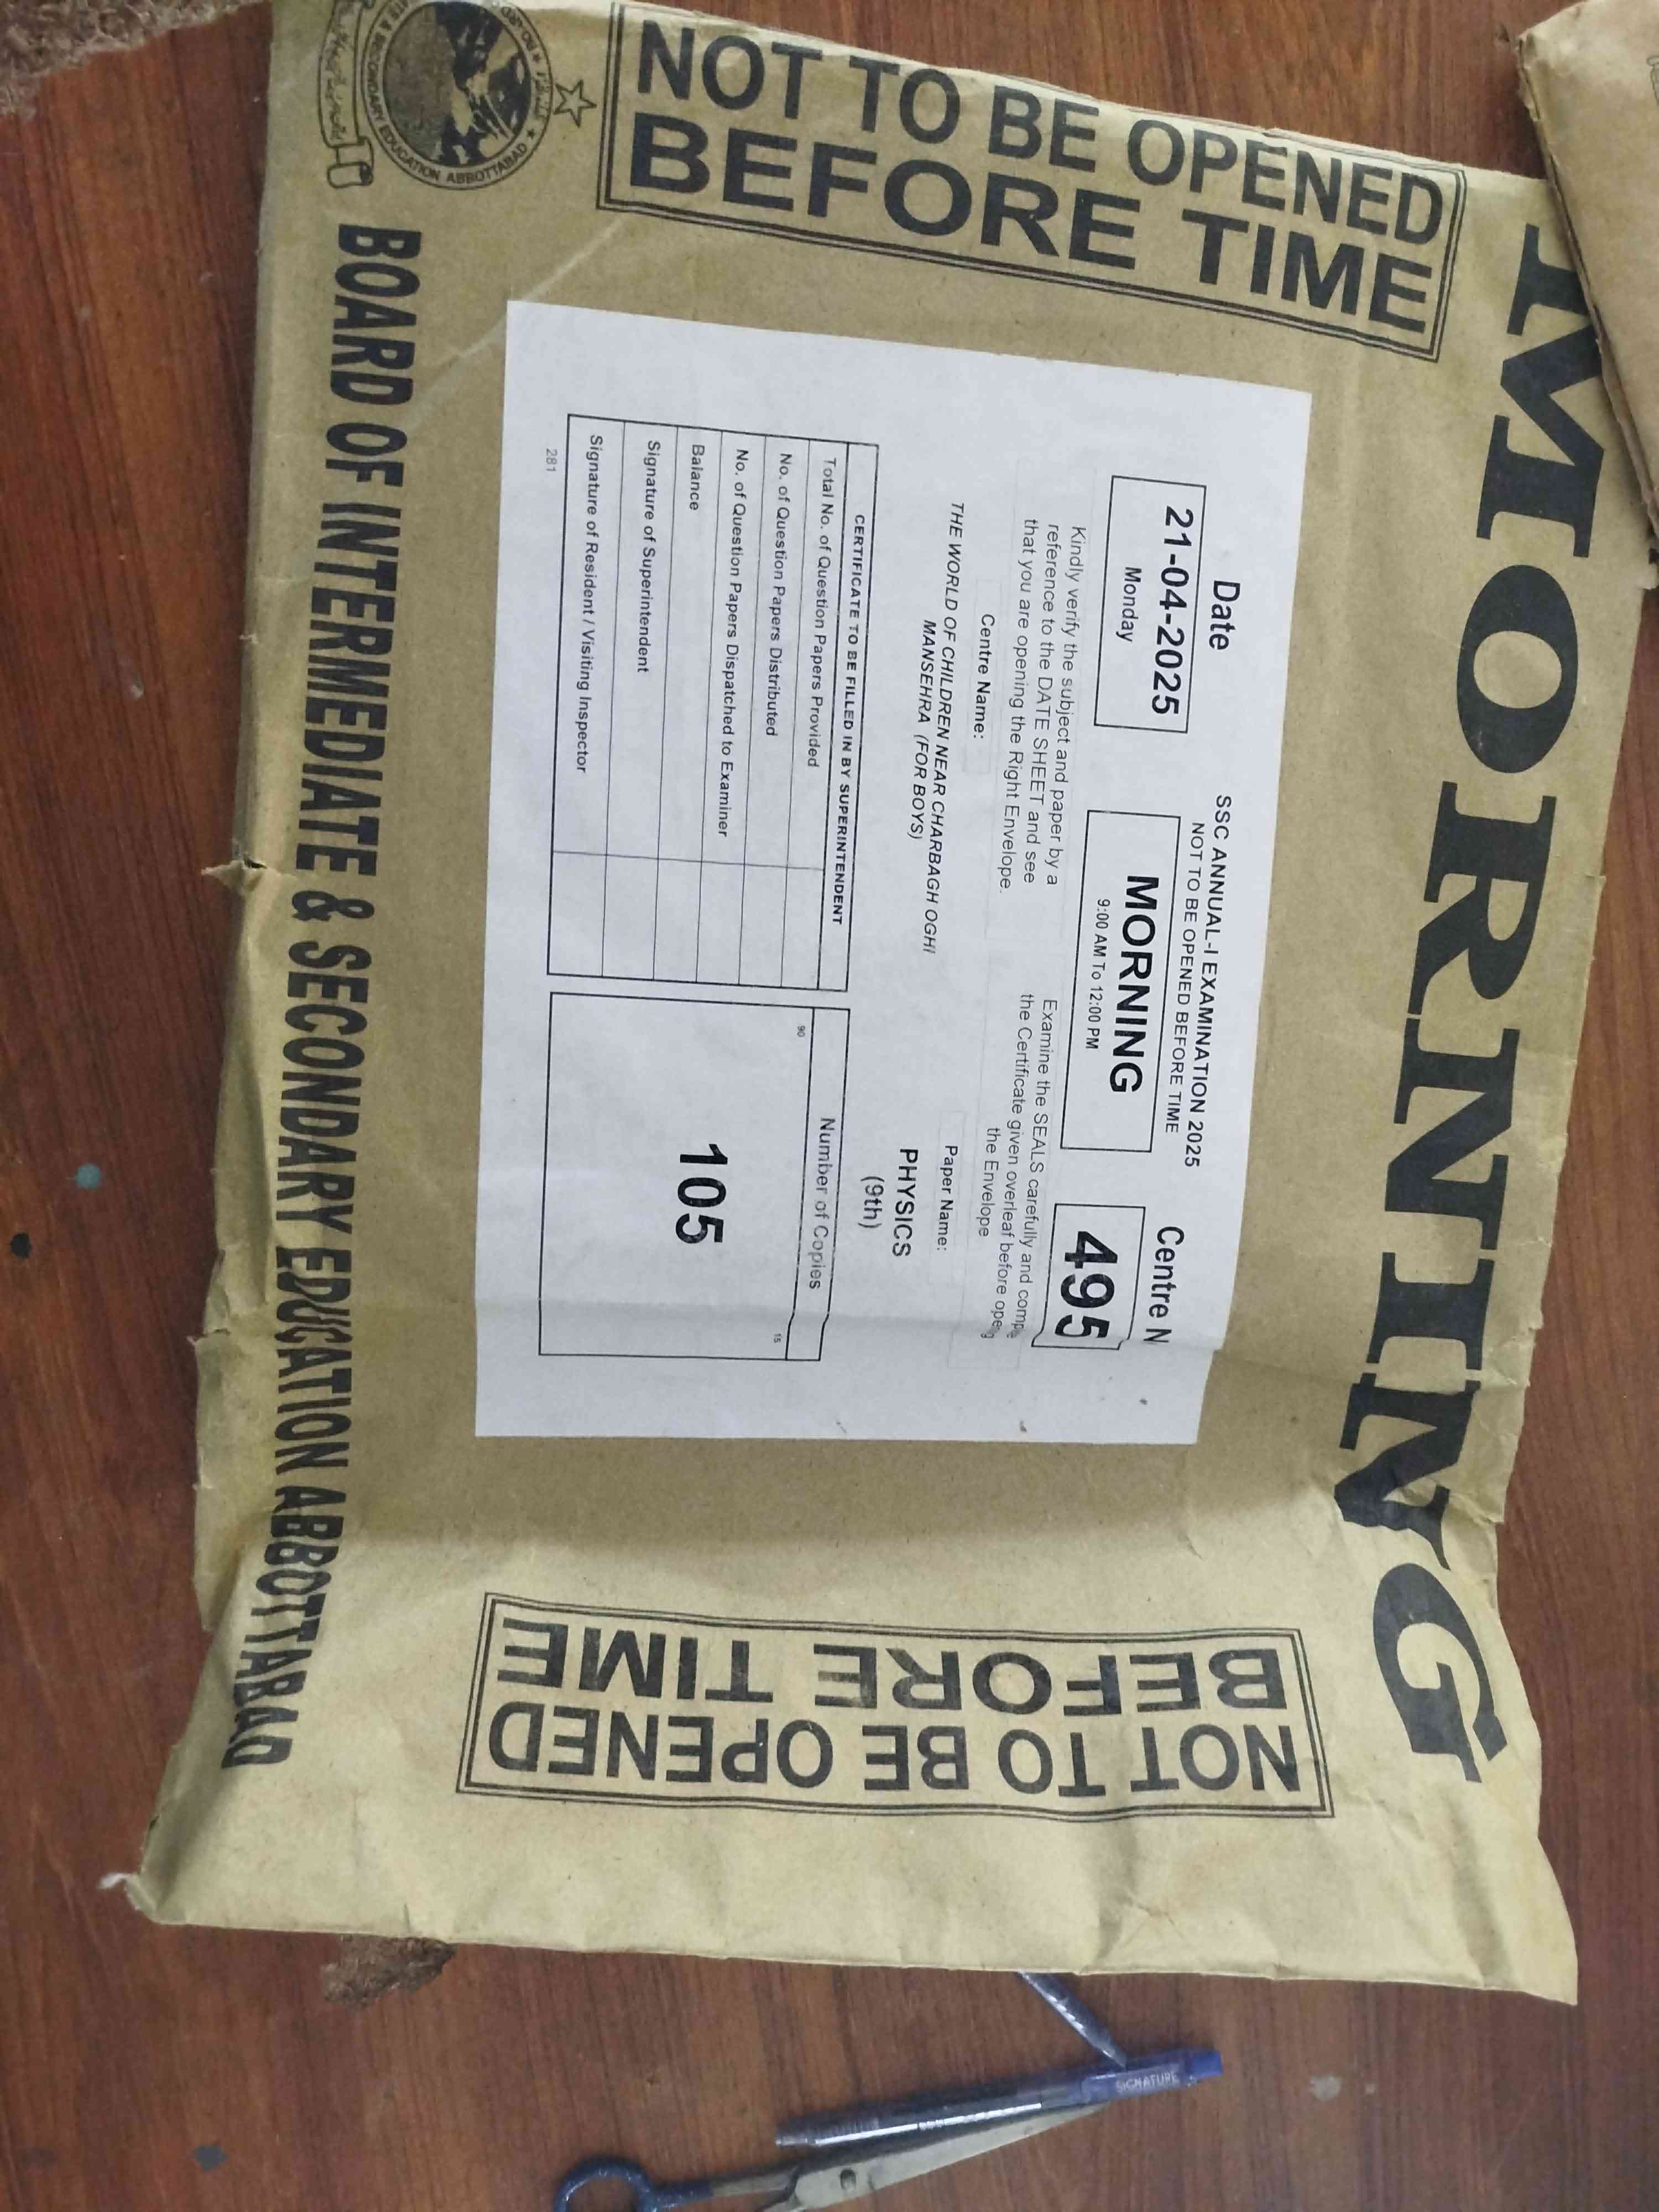 MORNING
NOT TO BE OPENED
BEFORE TIME
Date
SSC ANNUAL-I EXAMINATION 2025
NOT TO BE OPENED BEFORE TIME
Centre N
21-04-2025
Monday
MORNING
9:00 AM To 12:00 PM
495
Kindly verify the subject and paper by a
reference to the DATE SHEET and see
that you are opening the Right Envelope.
Examine the SEALS carefully and comp
the Certificate given overleaf before ope g
the Envelope
Centre Name:
THE WORLD OF CHILDREN NEAR CHARBAGH OGHI
MANSEHRA (FOR BOYS)
Paper Name:
PHYSICS
(9th)
CERTIFICATE TO BE FILLED IN BY SUPERINTENDENT
Total No. of Question Papers Provided
No. of Question Papers Distributed
No. of Question Papers Dispatched to Examiner
Balance
Signature of Superintendent
Signature of Resident / Visiting Inspector
281
Number of Copies
90
15
105
NOT TO BE OPENED
BEFORE TIME
SECONDARY EDUCATION ABBOTTABAD
BOARD OF INTERMEDIATE & SECONDARY EDUCATION ABBOTTABAD
SIGNATURE